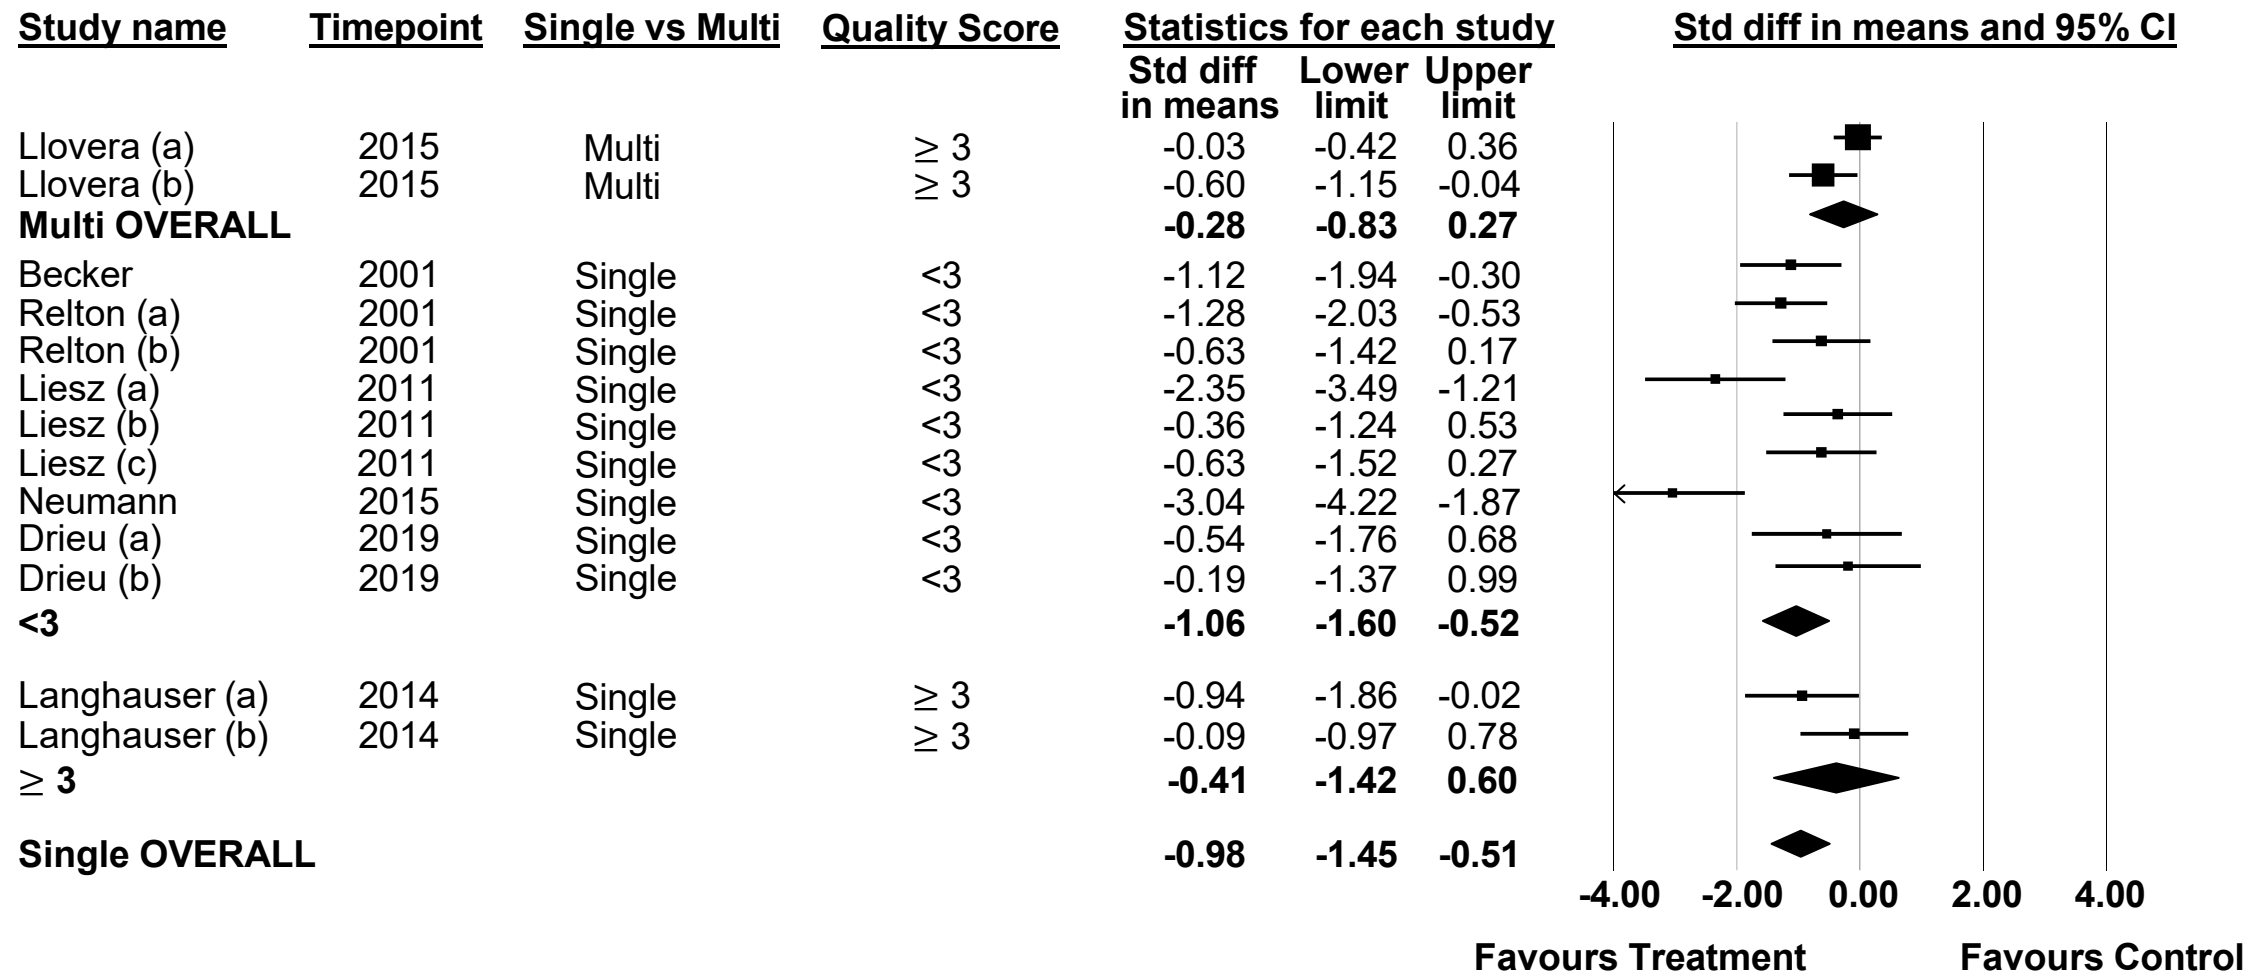 Study name Timepoint Single vs Multi Quality Score Statistics for each study Std diff in means and 95% CI
Std diff Lower Upper
in means limit limit
Llovera (a) 2015 Multi ≥ 3 -0.03 -0.42 0.36
Llovera (b) 2015 Multi ≥ 3 -0.60 -1.15 -0.04
Multi OVERALL -0.28 -0.83 0.27
Becker 2001 Single <3 -1.12 -1.94 -0.30
Relton (a) 2001 Single <3 -1.28 -2.03 -0.53
Relton (b) 2001 Single <3 -0.63 -1.42 0.17
Liesz (a) 2011 Single <3 -2.35 -3.49 -1.21
Liesz (b) 2011 Single <3 -0.36 -1.24 0.53
Liesz (c) 2011 Single <3 -0.63 -1.52 0.27
Neumann 2015 Single <3 -3.04 -4.22 -1.87
Drieu (a) 2019 Single <3 -0.54 -1.76 0.68
Drieu (b) 2019 Single <3 -0.19 -1.37 0.99
<3 -1.06 -1.60 -0.52
Langhauser (a) 2014 Single ≥ 3 -0.94 -1.86 -0.02
Langhauser (b) 2014 Single ≥ 3 -0.09 -0.97 0.78
≥ 3 -0.41 -1.42 0.60
Single OVERALL -0.98 -1.45 -0.51
-4.00 -2.00 0.00 2.00 4.00
Favours Treatment Favours Control